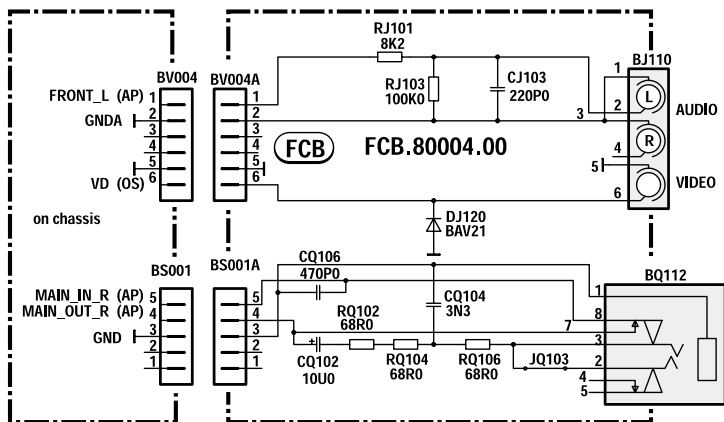 RJ101
8K2
BV004
BV004A
BJ110
FRONT_L (AP)
GNDA
VD (OS)
1
2
3
4
5
6
1
2
3
4
5
6
RJ103
100K0
CJ103
220P0
1
3
2
4
5
6
L
R
AUDIO
VIDEO
FCB
FCB.80004.00
on chassis
DJ120
BAV21
CQ106
470P0
BS001
BS001A
BQ112
MAIN_IN_R (AP)
MAIN_OUT_R (AP)
GND
5
4
3
2
1
5
4
3
2
1
CQ104
3N3
RQ102
68R0
+
CQ102
10U0
RQ104
68R0
RQ106
68R0
JQ103
1
8
7
3
2
4
5